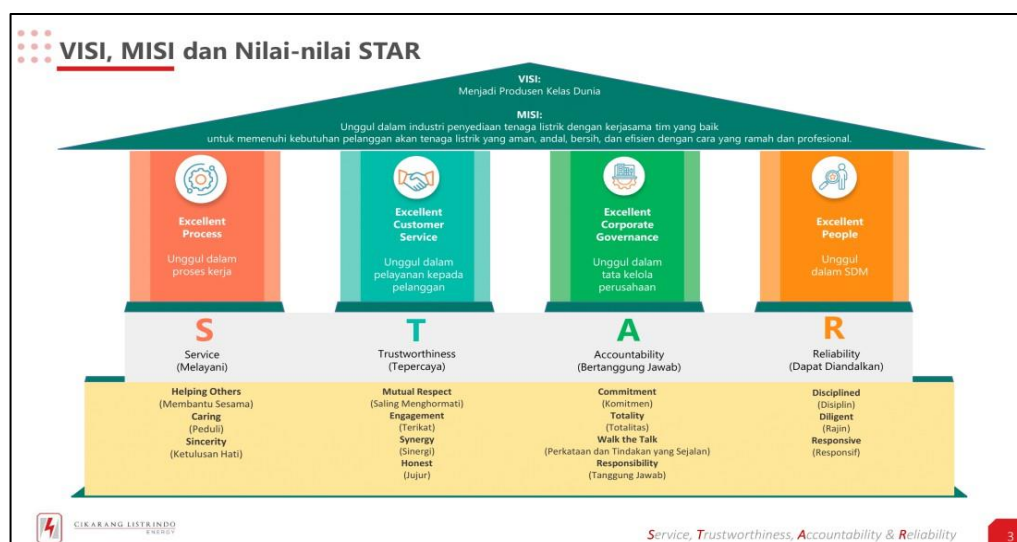 VISI, MISI dan Nilai-nilai STAR
VISI:
Menjadi Produsen Kelas Dunia
MISI:
Unggul dalam industri penyediaan tenaga listrik dengan kerjasama tim yang baik
untuk memenuhi kebutuhan pelanggan akan tenaga listrik yang aman, andal, bersih, dan efisien dengan cara yang ramah dan profesional.
Excellent
Process
Unggul dalam
proses kerja
Excellent
Customer
Service
Unggul dalam
pelayanan kepada
pelanggan
Excellent
Corporate
Governance
Unggul dalam
tata kelola
perusahaan
Excellent
People
Unggul
dalam SDM
S
Service
(Melayani)
T
Trustworthiness
(Tepercaya)
A
Accountability
(Bertanggung Jawab)
R
Reliability
(Dapat Diandalkan)
Helping Others
(Membantu Sesama)
Caring
(Peduli)
Sincerity
(Ketulusan Hati)
Mutual Respect
(Saling Menghormati)
Engagement
(Terikat)
Synergy
(Sinergi)
Honest
(Jujur)
Commitment
(Komitmen)
Totality
(Totalitas)
Walk the Talk
(Perkataan dan Tindakan yang Sejalan)
Responsibility
(Tanggung Jawab)
Disciplined
(Disiplin)
Diligent
(Rajin)
Responsive
(Responsif)
CIKARANG LISTRINDO
ENERGY
Service, Trustworthiness, Accountability & Reliability
3